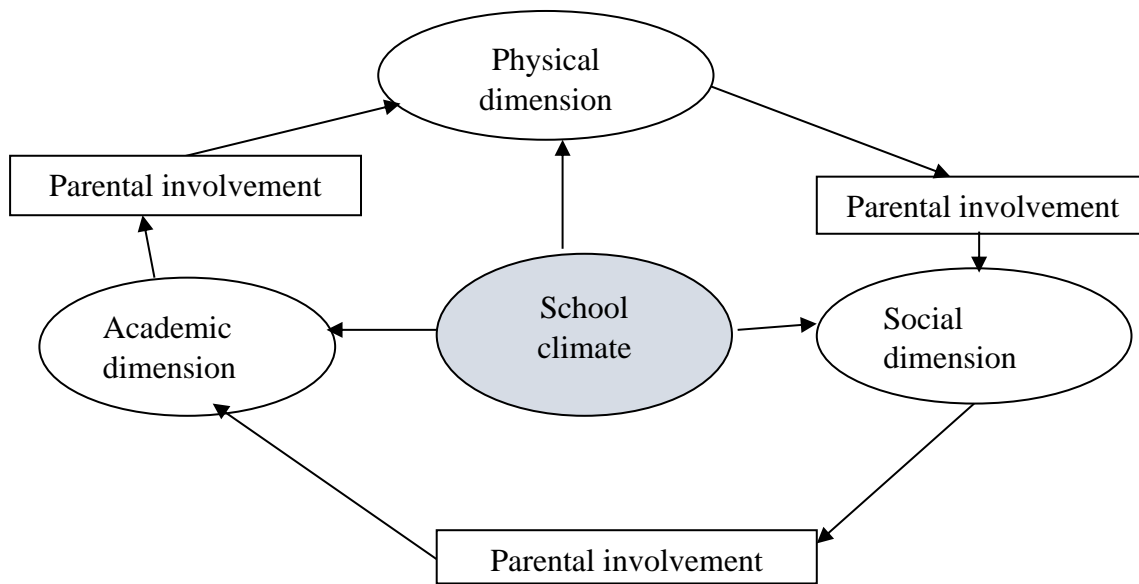 Physical
dimension
Parental involvement
Parental involvement
School
climate
Academic
dimension
Social
dimension
Parental involvement